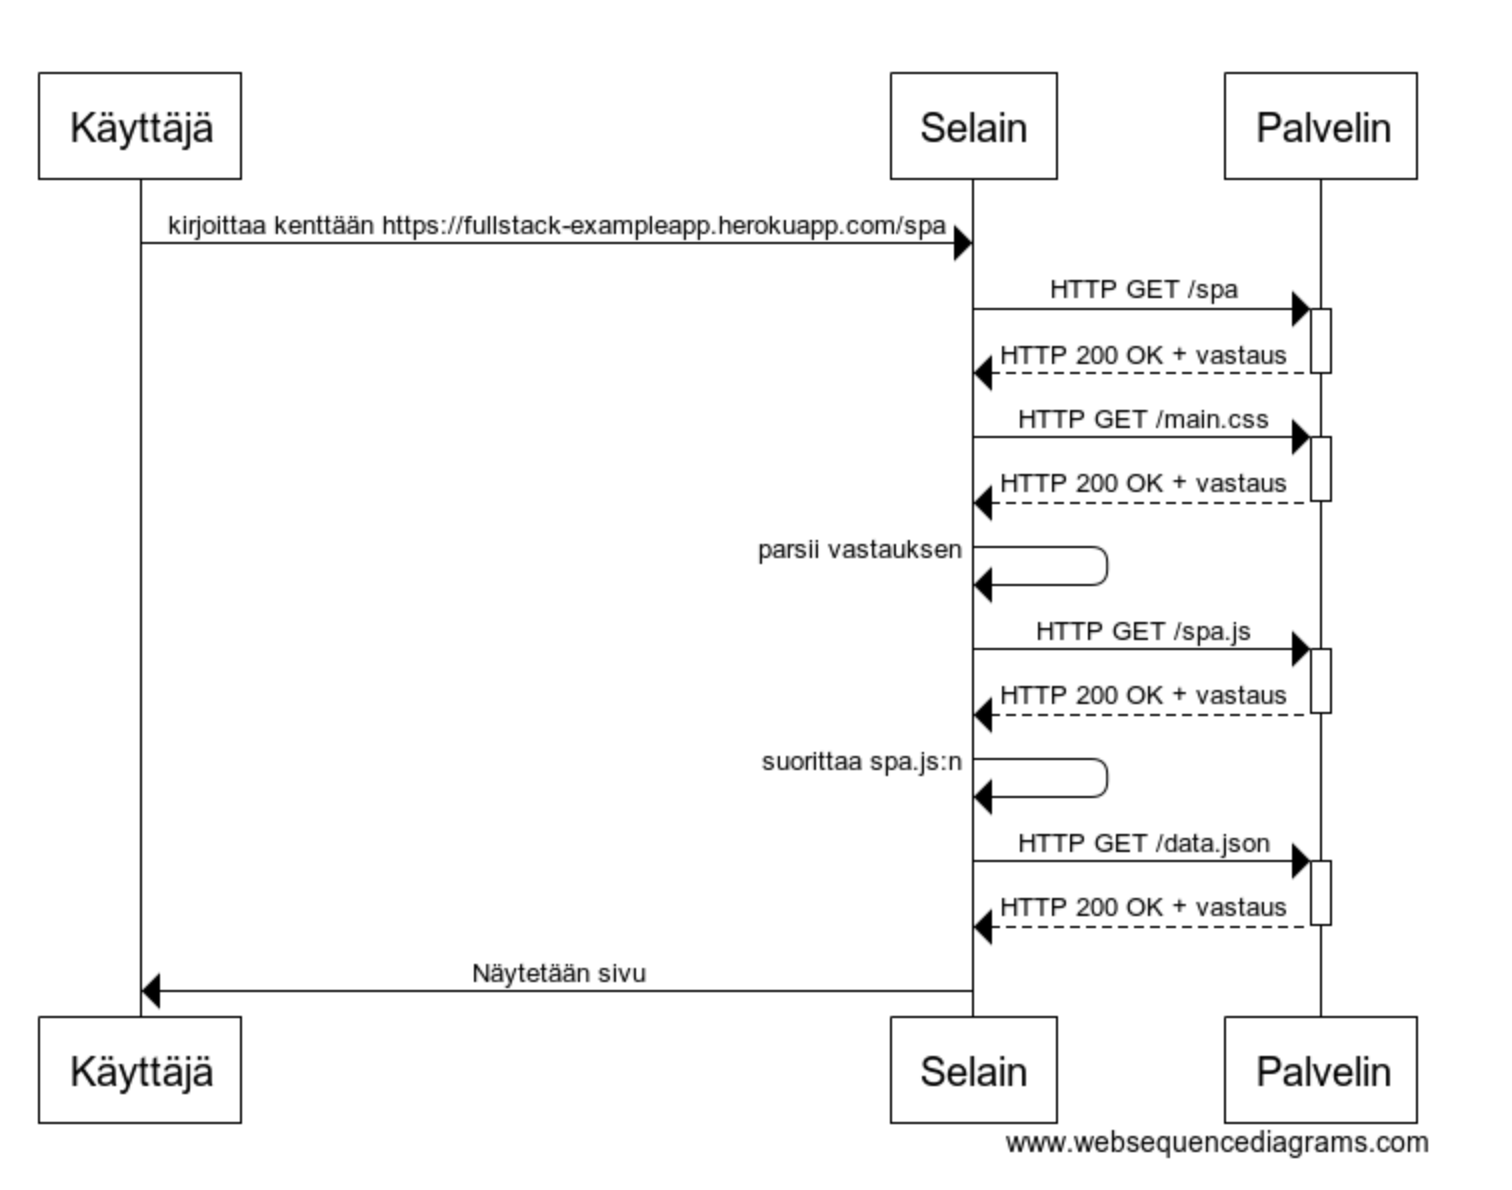 Käyttäjä
Selain
Palvelin
kirjoittaa kenttään https://fullstack-exampleapp.herokuapp.com/spa
HTTP GET /spa
HTTP 200 OK + vastaus
HTTP GET /main.css
HTTP 200 OK + vastaus
parsii vastauksen
HTTP GET /spa.js
HTTP 200 OK + vastaus
suorittaa spa.js:n
HTTP GET /data.json
HTTP 200 OK + vastaus
Näytetään sivu
Käyttäjä
Selain
Palvelin
www.websequencediagrams.com